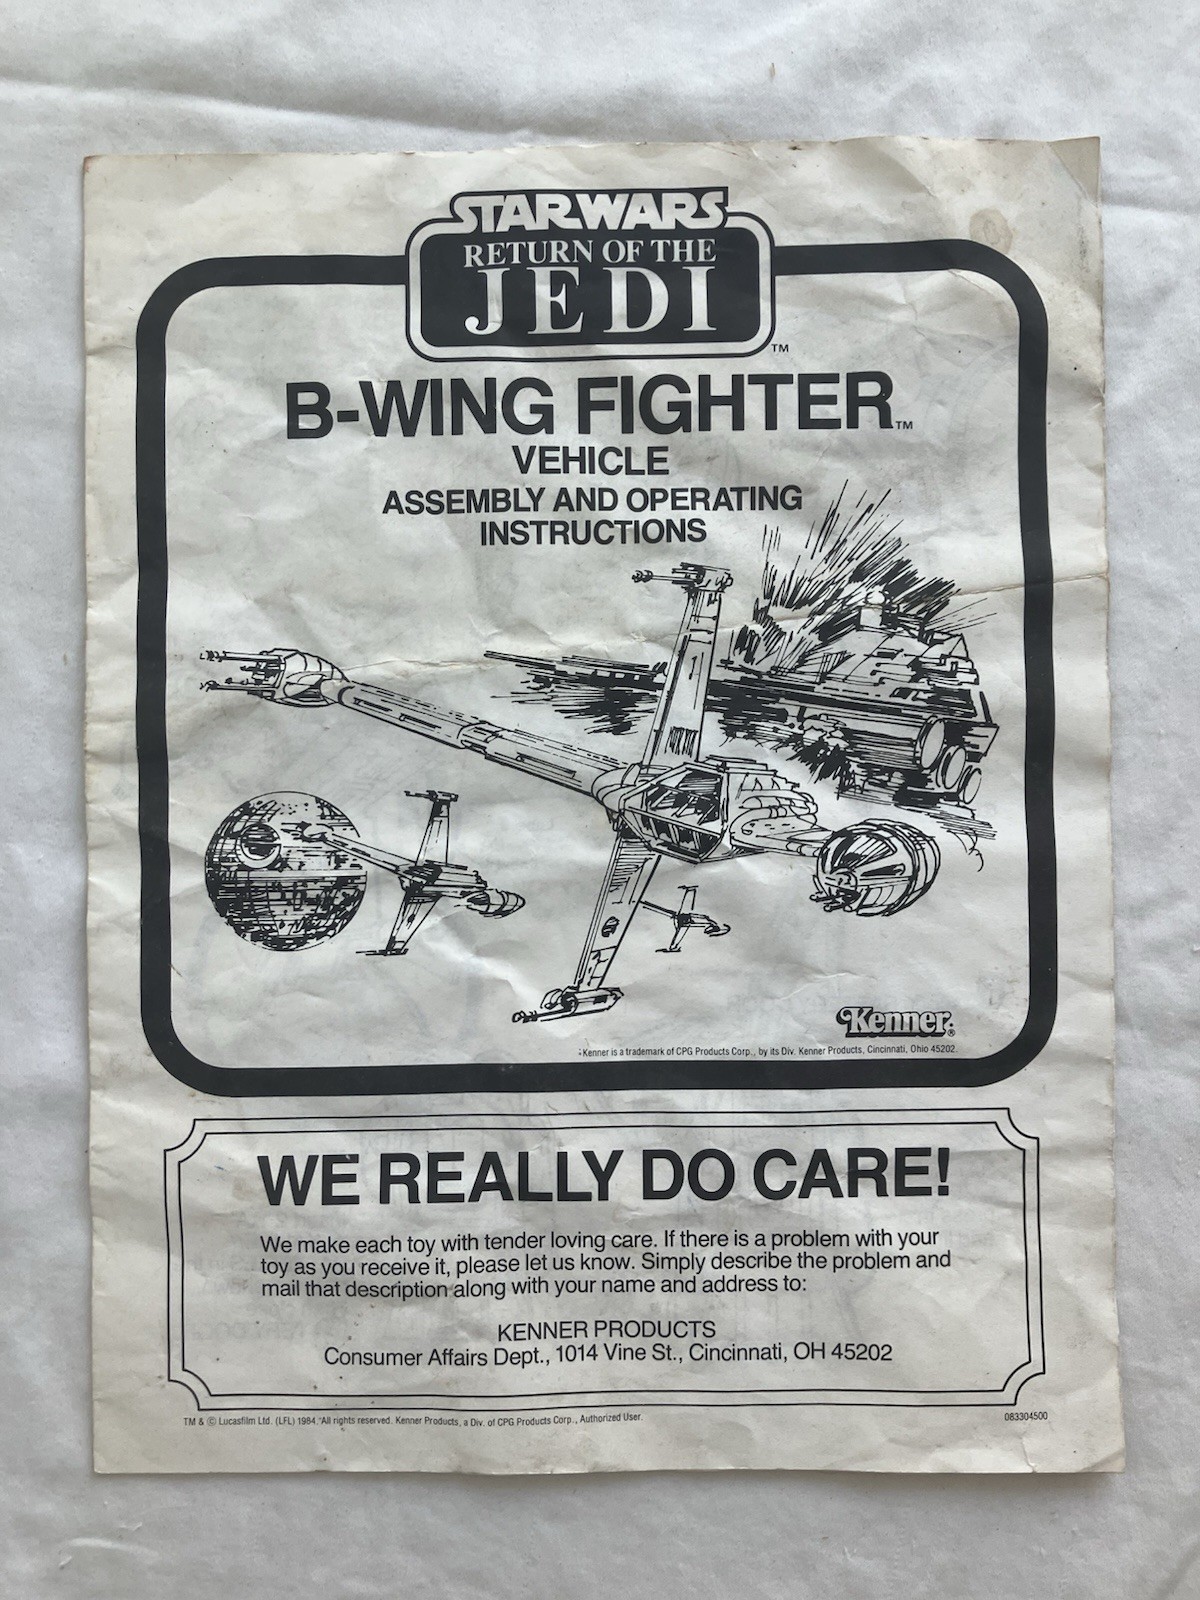 STAR WARS
RETURN OF THE
JEDI
TM
B-WING FIGHTER TM
VEHICLE
ASSEMBLY AND OPERATING
INSTRUCTIONS
Kenner®
Kenner is a trademark of CPG Products Corp., by its Div. Kenner Products, Cincinnati, Ohio 45202.
WE REALLY DO CARE!
We make each toy with tender loving care. If there is a problem with your
toy as you receive it, please let us know. Simply describe the problem and
mail that description along with your name and address to:
KENNER PRODUCTS
Consumer Affairs Dept., 1014 Vine St., Cincinnati, OH 45202
TM & © Lucasfilm Ltd. (LFL) 1984. All rights reserved. Kenner Products, a Div. of CPG Products Corp., Authorized User.
083304500